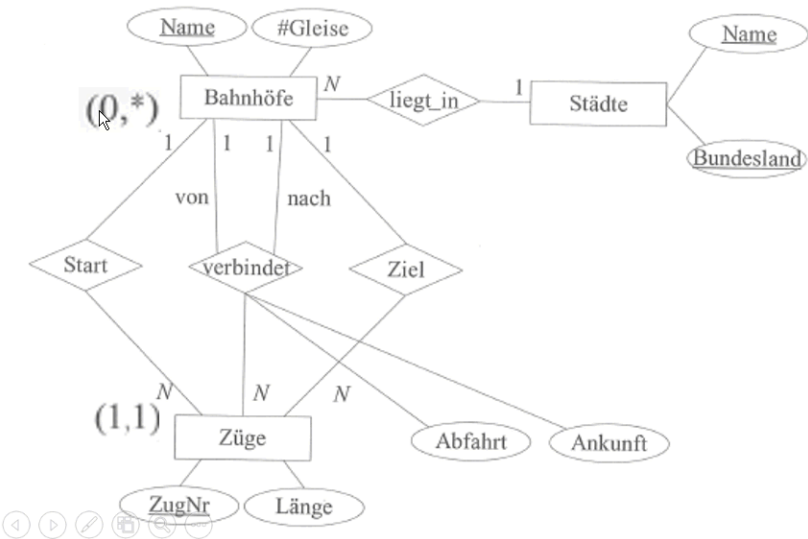 Name
#Gleise
Name
(0,*)
Bahnhöfe
N
liegt_in
1
Städte
1
1
1
1
Bundesland
von
nach
Start
verbindet
Ziel
N
N
N
(1,1)
Züge
Abfahrt
Ankunft
ZugNr
Länge